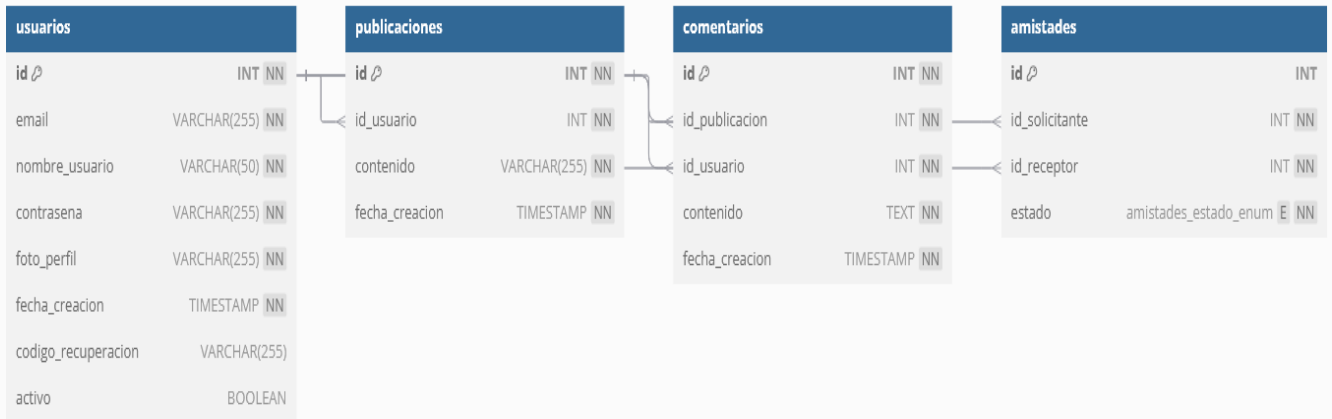 usuarios
id INT NN
email VARCHAR(255) NN
nombre_usuario VARCHAR(50) NN
contrasena VARCHAR(255) NN
foto_perfil VARCHAR(255) NN
fecha_creacion TIMESTAMP NN
codigo_recuperacion VARCHAR(255)
activo BOOLEAN
publicaciones
id INT NN
id_usuario INT NN
contenido VARCHAR(255) NN
fecha_creacion TIMESTAMP NN
comentarios
id INT NN
id_publicacion INT NN
id_usuario INT NN
contenido TEXT NN
fecha_creacion TIMESTAMP NN
amistades
id INT
id_solicitante INT NN
id_receptor INT NN
estado amistades_estado_enum E NN